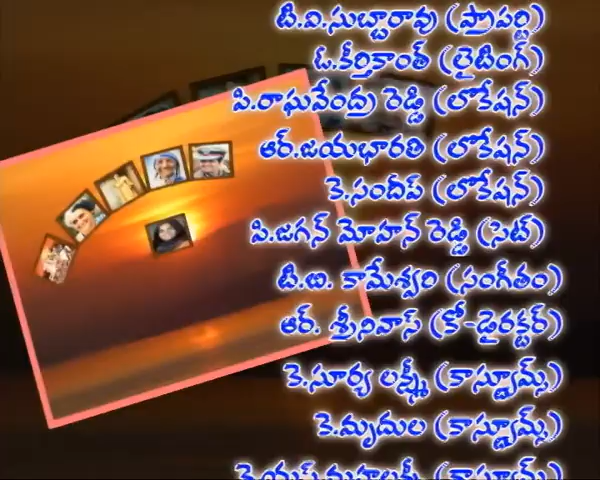 టి.వి.సుబ్బారావు (ప్రాపర్టి)
ఓ.కీర్తికాంత్ (లైటింగ్)
పి.రాఘవేంద్ర రెడ్డి (లొకేషన్)
ఆర్.జయభారతి (లొకేషన్)
కె.సందీప్ (లొకేషన్)
పి.జగన్ మోహన్ రెడ్డి (సెట్)
టి.బి. కామేశ్వరి (సంగీతం)
ఆర్. శ్రీనివాస్ (కో-డైరక్టర్)
కె.సూర్య లక్ష్మీ (కాస్ట్యూమ్స్)
కె.మృదుల (కాస్ట్యూమ్స్)